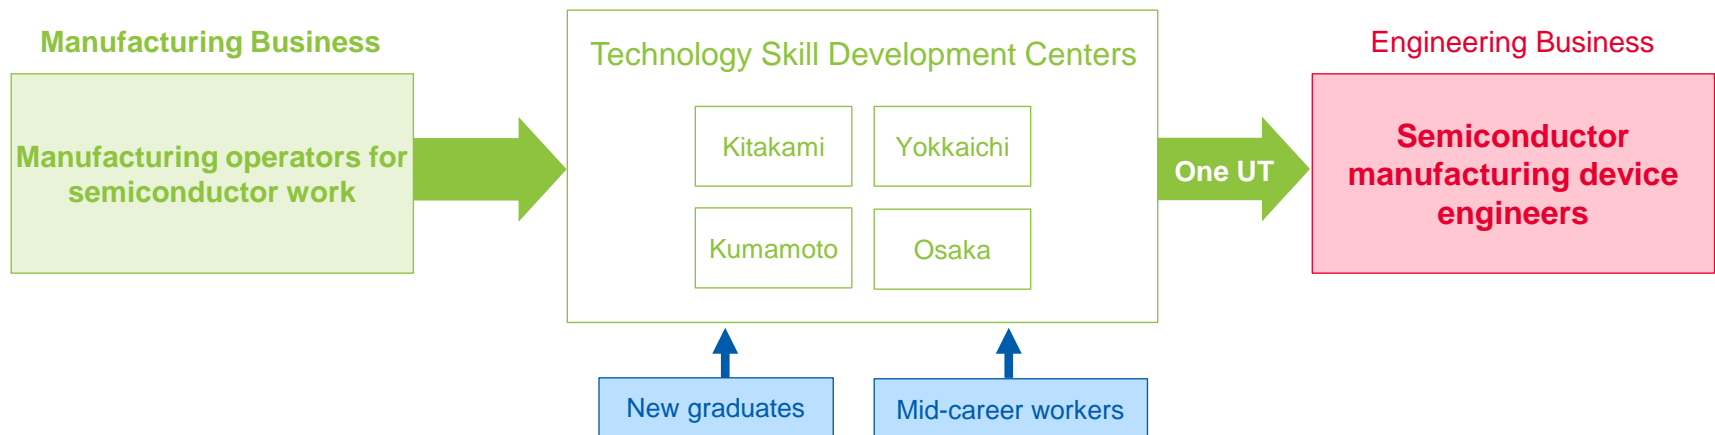 Manufacturing Business
Manufacturing operators for
semiconductor work
Technology Skill Development Centers
Kitakami
Yokkaichi
Kumamoto
Osaka
New graduates
Mid-career workers
One UT
Engineering Business
Semiconductor
manufacturing device
engineers